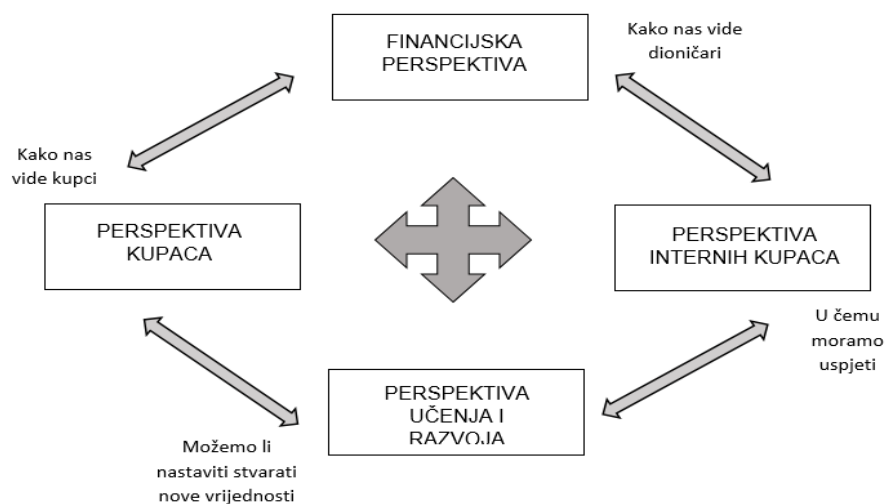 FINANCIJSKA
PERSPEKTIVA
Kako nas vide
dioničari
Kako nas
vide kupci
PERSPEKTIVA
KUPACA
PERSPEKTIVA
INTERNIH KUPACA
U čemu
moramo
uspjeti
PERSPEKTIVA
UČENJA I
RAZVOJA
Možemo li
nastaviti stvarati
nove vrijednosti